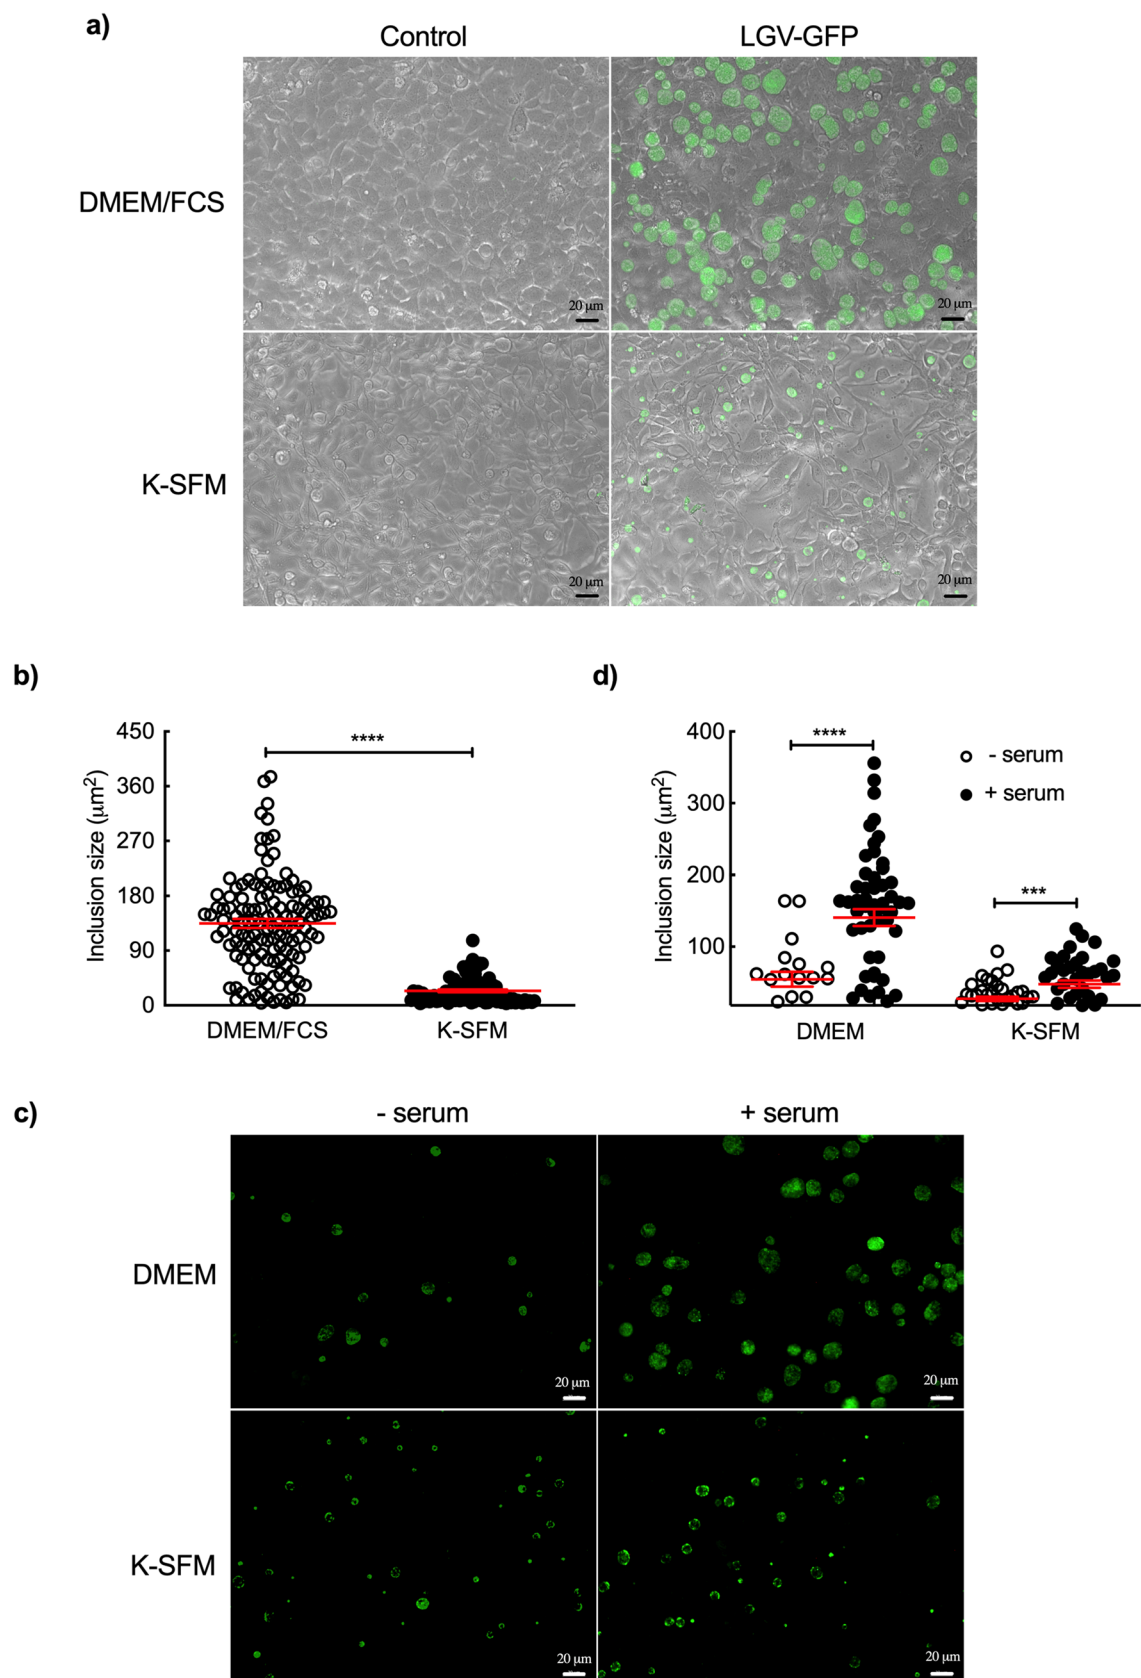 a)
Control
LGV-GFP
DMEM/FCS
20 μm
20 μm
K-SFM
20 μm
20 μm
b)
450
360
270
180
90
0
Inclusion size (μm²)
****
DMEM/FCS
K-SFM
d)
400
300
200
100
Inclusion size (μm²)
****
***
- serum
+ serum
DMEM
K-SFM
c)
- serum
+ serum
DMEM
20 μm
20 μm
K-SFM
20 μm
20 μm